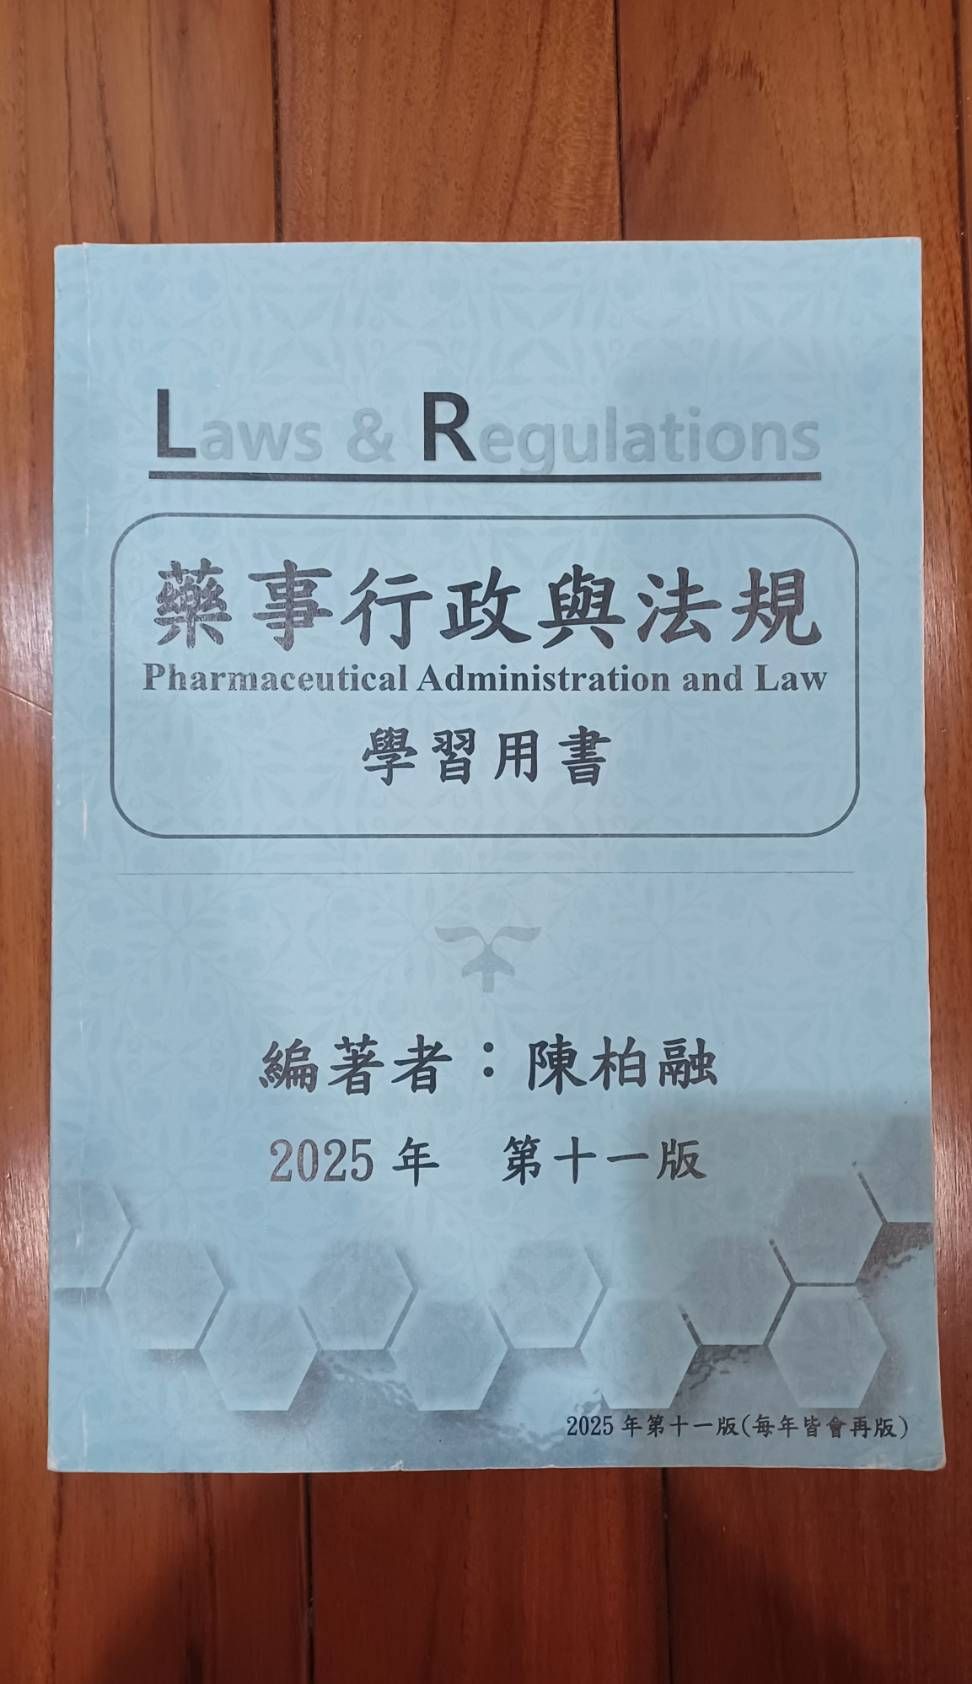 Laws & Regulations
藥事行政與法規
Pharmaceutical Administration and Law
學習用書
編著者：陳柏融
2025 年 第十一版
2025 年第十一版(每年皆會再版)